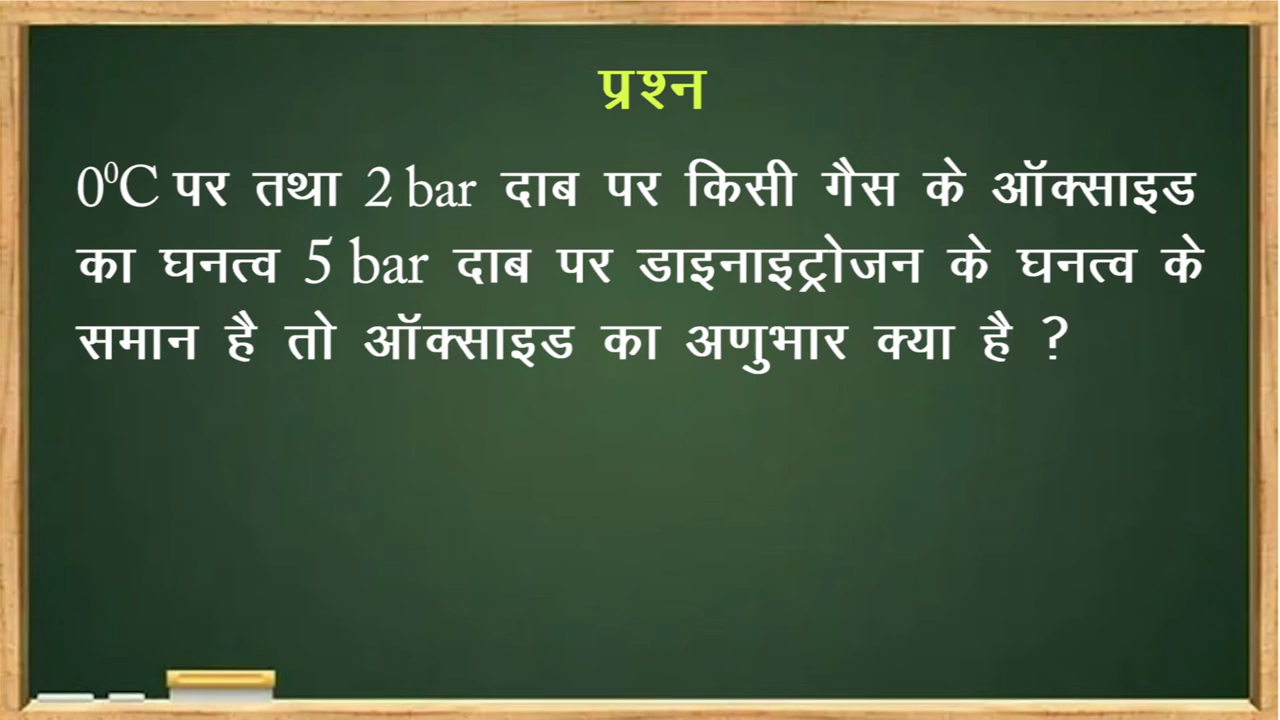 प्रश्न
0⁰C पर तथा 2 bar दाब पर किसी गैस के ऑक्साइड
का घनत्व 5 bar दाब पर डाइनाइट्रोजन के घनत्व के
समान है तो ऑक्साइड का अणुभार क्या है ?